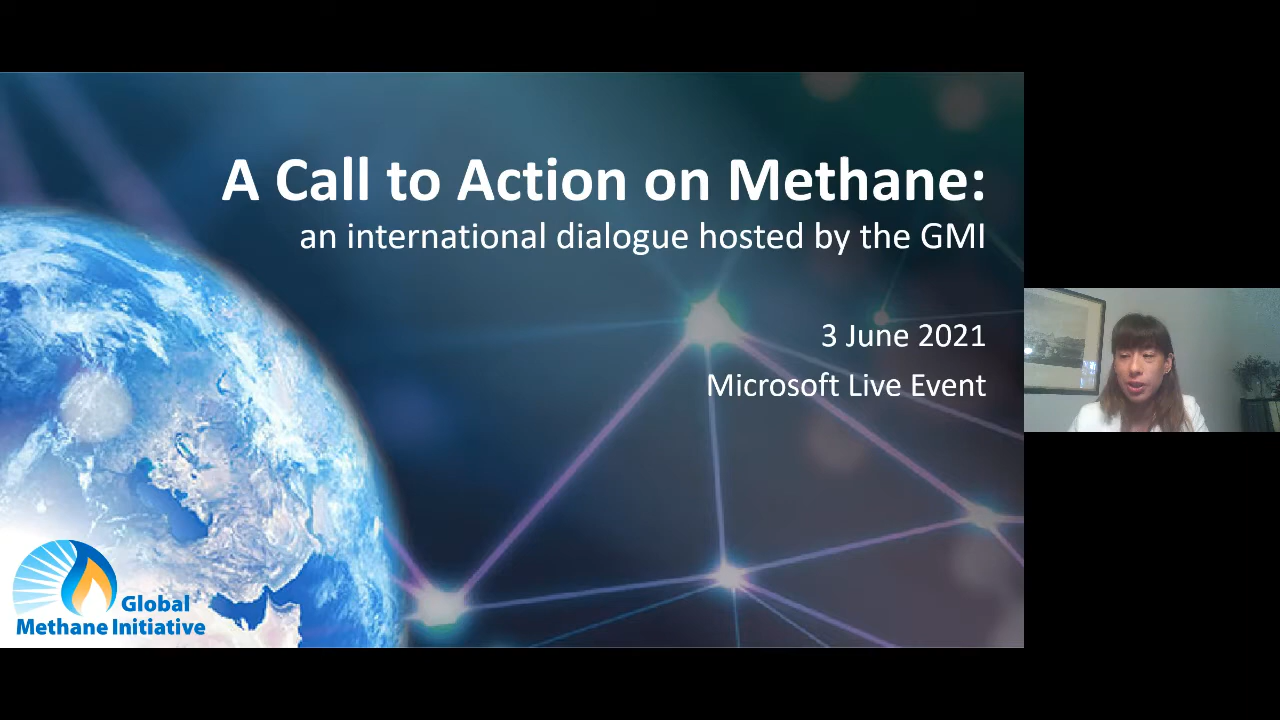 A Call to Action on Methane:
an international dialogue hosted by the GMI
3 June 2021
Microsoft Live Event
Global
Methane Initiative